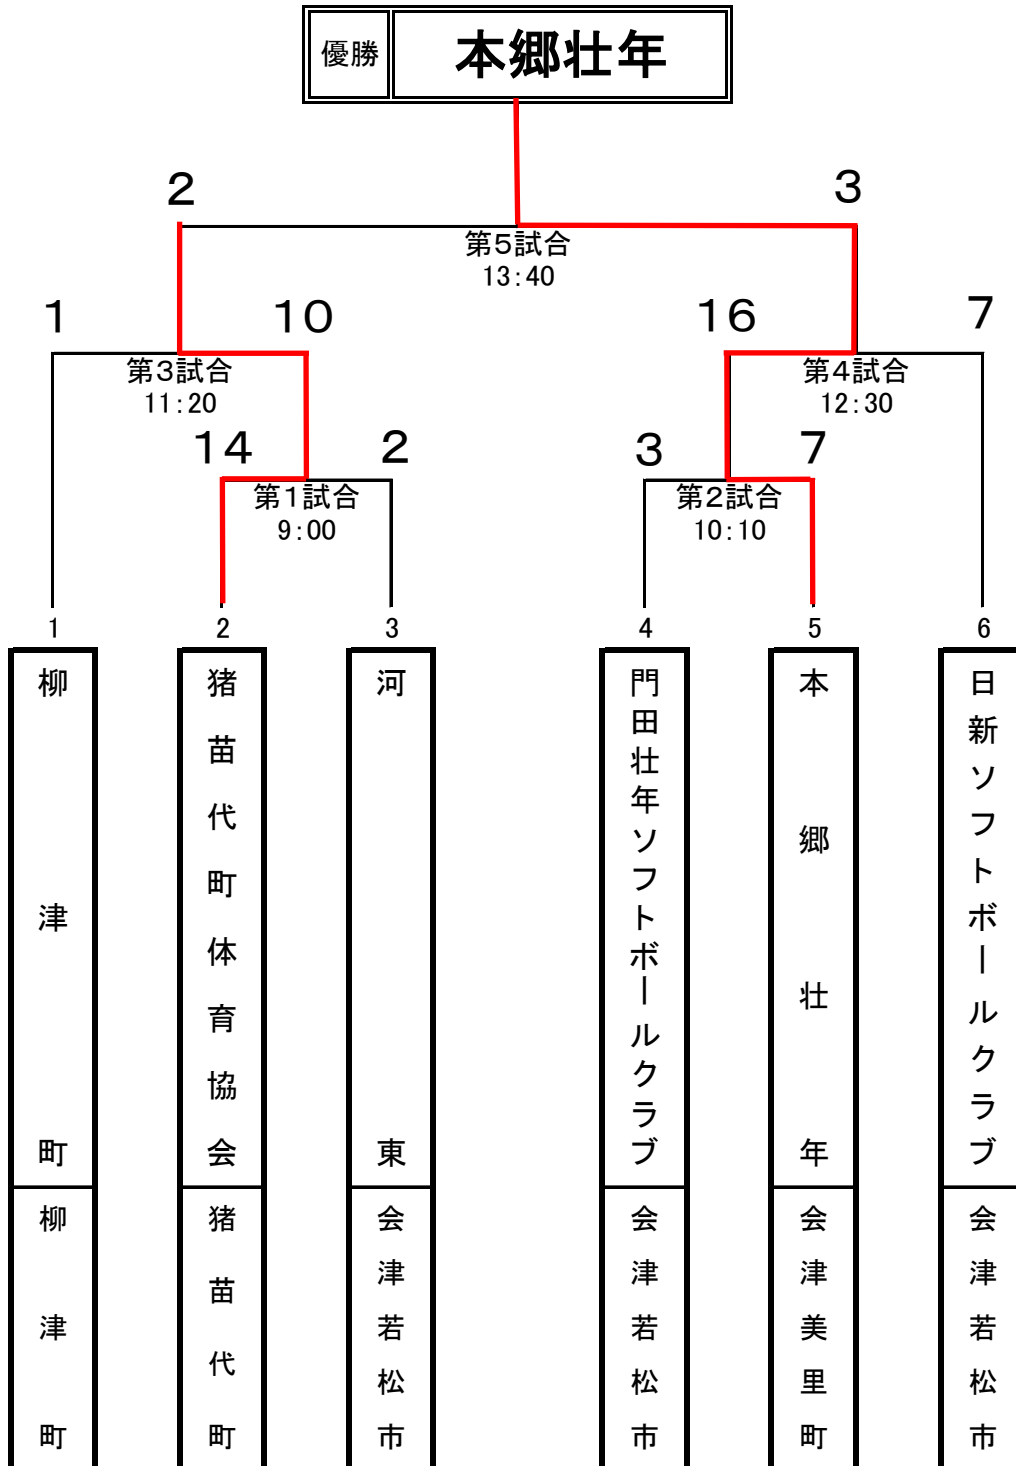 優勝 本郷壮年
2 3
第5試合
13:40
1 10 16 7
第3試合 第4試合
11:20 12:30
14 2 3 7
第1試合 第2試合
9:00 10:10
1 2 3 4 5 6
柳津町
猪苗代町体育協会
河東
門田壮年ソフトボールクラブ
本郷壮年
日新ソフトボールクラブ
柳津町
猪苗代町
会津若松市
会津若松市
会津美里町
会津若松市